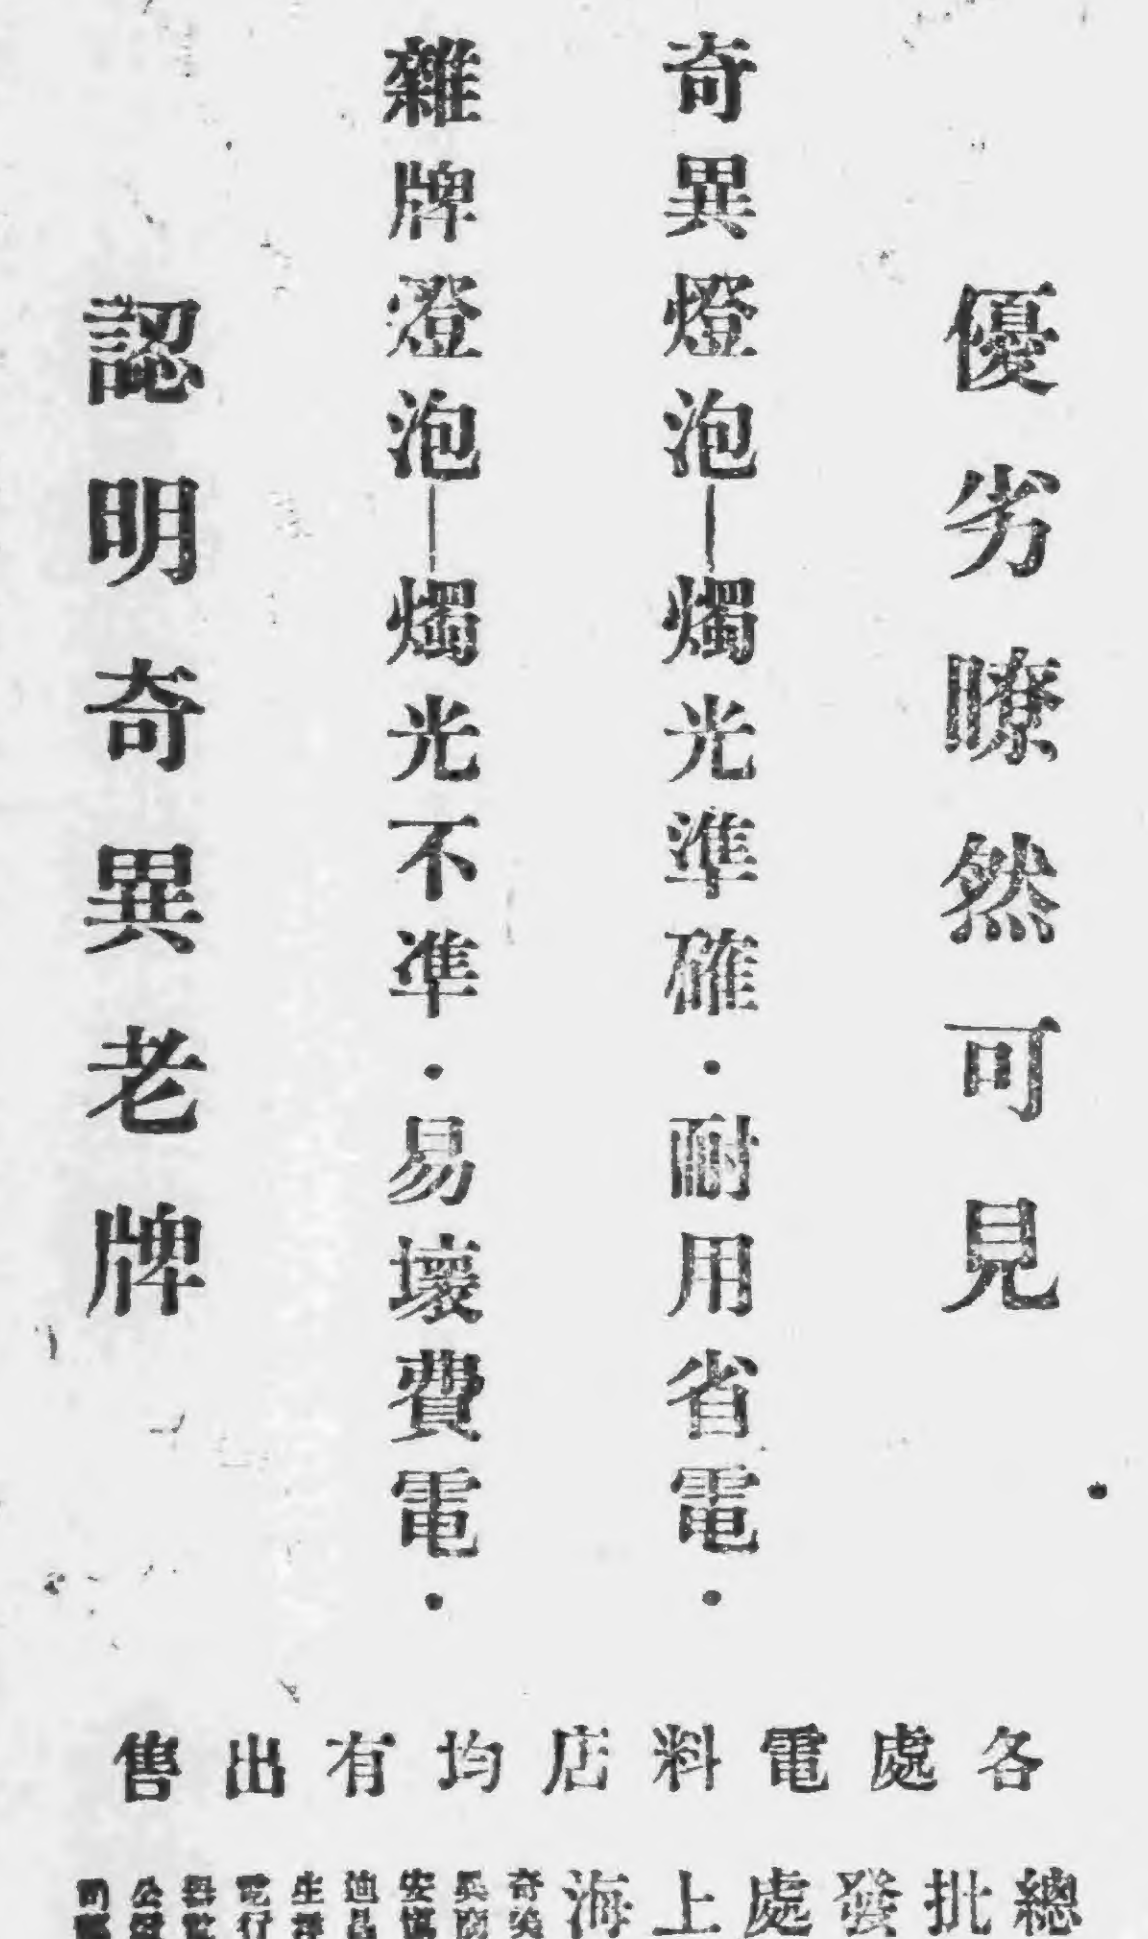 優劣瞭然可見
奇異燈泡—燭光準確・耐用省電・
雜牌燈泡—燭光不準・易壞費電・
認明奇異老牌
各處電料店均有出售
總批發處上海